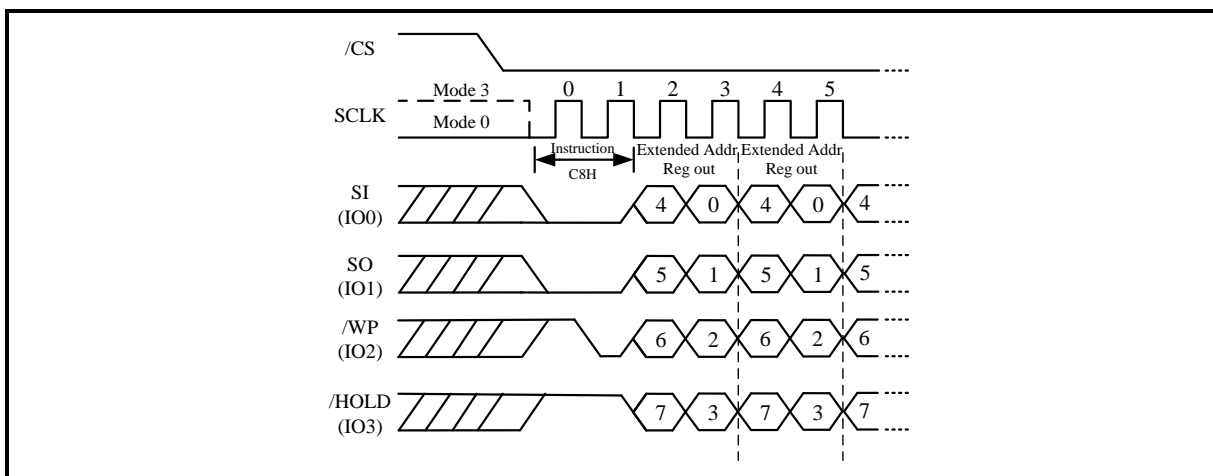 /CS
Mode 3
0 1 2 3 4 5
SCLK
Mode 0
Instruction
C8H
Extended Addr
Reg out
Extended Addr
Reg out
SI
(IO0)
4 0 4 0 4
SO
(IO1)
5 1 5 1 5
/WP
(IO2)
6 2 6 2 6
/HOLD
(IO3)
7 3 7 3 7